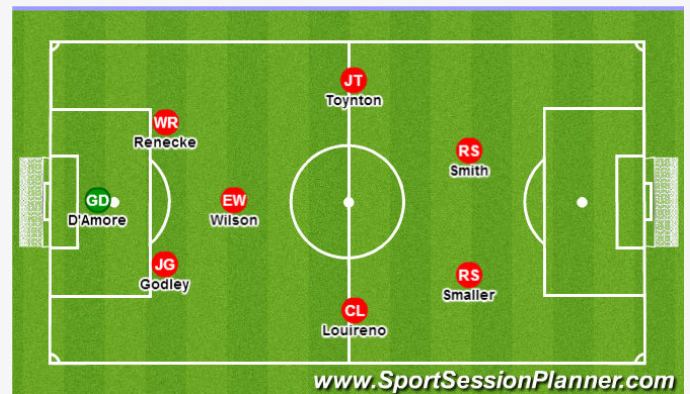 JT
Toynton
WR
Renecke
RS
Smith
GD
D'Amore
EW
Wilson
JG
Godley
RS
Smaller
CL
Louireno
www.SportSessionPlanner.com